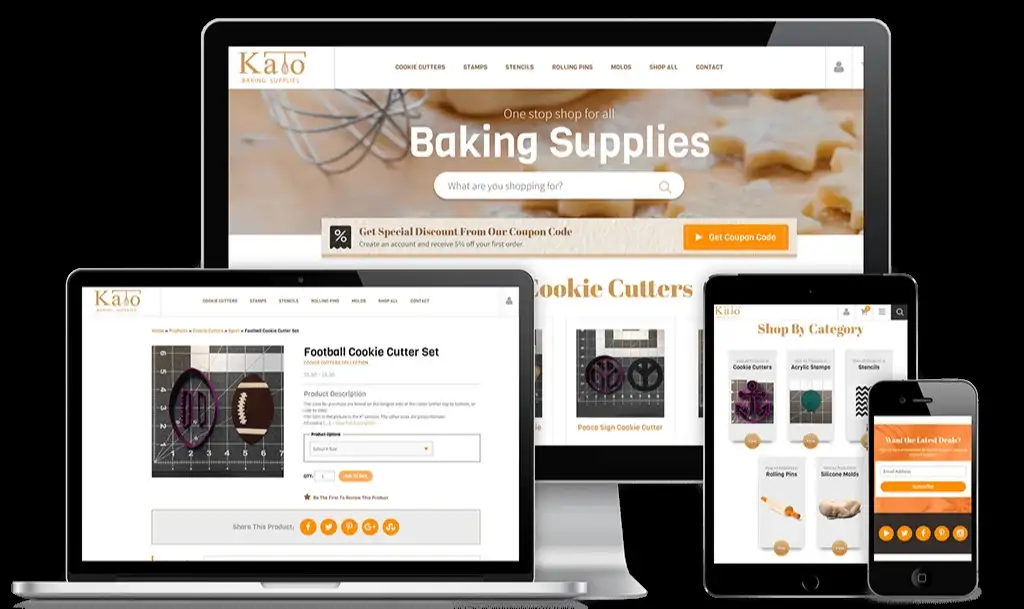 Kato
BAKING SUPPLIES
COOKIE CUTTERS STAMPS STENCILS ROLLING PINS MOLDS SHOP ALL CONTACT
One stop shop for all
Baking Supplies
What are you shopping for?
%
Get Special Discount From Our Coupon Code
Create an account and receive 5% off your first order.
Get Coupon Code
Cookie Cutters
Peace Sign Cookie Cutter
Kato
BAKING SUPPLIES
COOKIE CUTTERS STAMPS STENCILS ROLLING PINS MOLDS SHOP ALL CONTACT
Home » Products » Cookie Cutters » Sport » Football Cookie Cutter Set
Football Cookie Cutter Set
COOKIE CUTTERS COLLECTION
Product Description
Product Options
Select A Size
QTY: 1 Add To Cart
Be The First To Review This Product
Share This Product:
Kato
Shop By Category
Cookie Cutters
Acrylic Stamps
Stencils
Rolling Pins
Silicone Molds
Want the Latest Deals?
Email Address
Subscribe